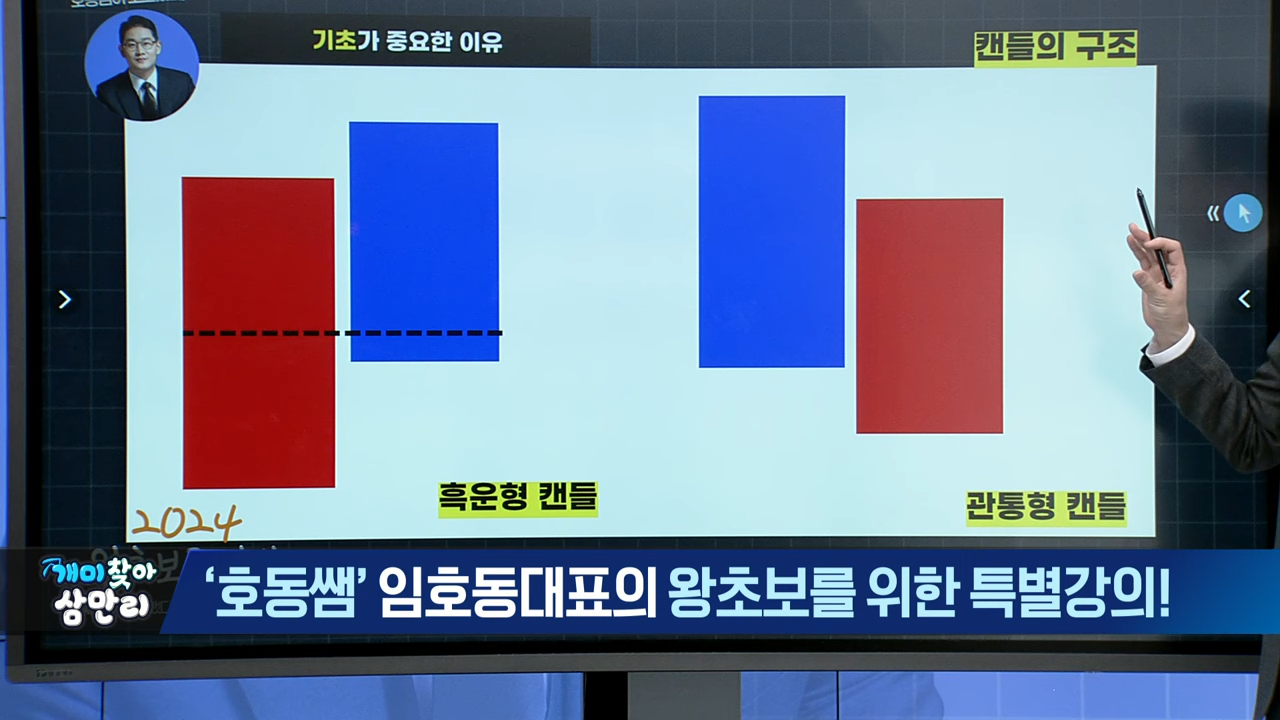 기초가 중요한 이유
캔들의 구조
흑운형 캔들
관통형 캔들
2024
개미찾아
삼만리
‘호동쌤’ 임호동대표의 왕초보를 위한 특별강의!